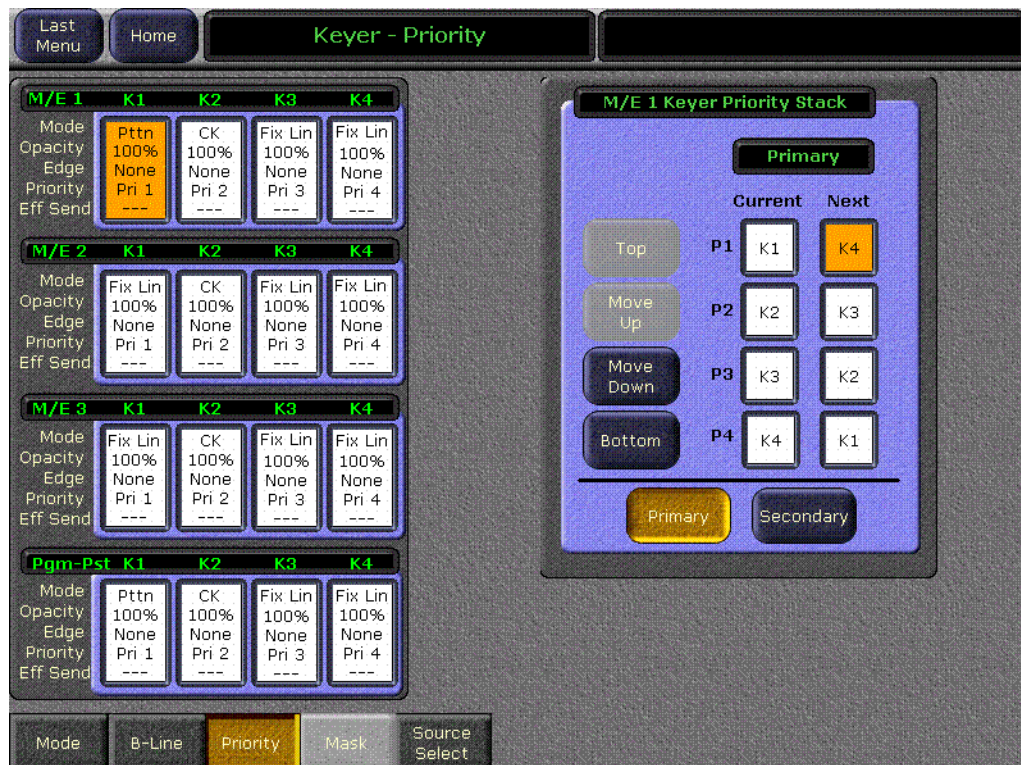 Last Menu Home Keyer - Priority
M/E 1 K1 K2 K3 K4
Mode Pttn CK Fix Lin Fix Lin
Opacity 100% 100% 100% 100%
Edge None None None None
Priority Pri 1 Pri 2 Pri 3 Pri 4
Eff Send --- --- --- ---
M/E 2 K1 K2 K3 K4
Mode Fix Lin CK Fix Lin Fix Lin
Opacity 100% 100% 100% 100%
Edge None None None None
Priority Pri 1 Pri 2 Pri 3 Pri 4
Eff Send --- --- --- ---
M/E 3 K1 K2 K3 K4
Mode Fix Lin CK Fix Lin Fix Lin
Opacity 100% 100% 100% 100%
Edge None None None None
Priority Pri 1 Pri 2 Pri 3 Pri 4
Eff Send --- --- --- ---
Pgm-Pst K1 K2 K3 K4
Mode Pttn CK Fix Lin Fix Lin
Opacity 100% 100% 100% 100%
Edge None None None None
Priority Pri 1 Pri 2 Pri 3 Pri 4
Eff Send --- --- --- ---
M/E 1 Keyer Priority Stack
Primary
Current Next
Top P1 K1 K4
Move Up P2 K2 K3
Move Down P3 K3 K2
Bottom P4 K4 K1
Primary Secondary
Mode B-Line Priority Mask Source Select